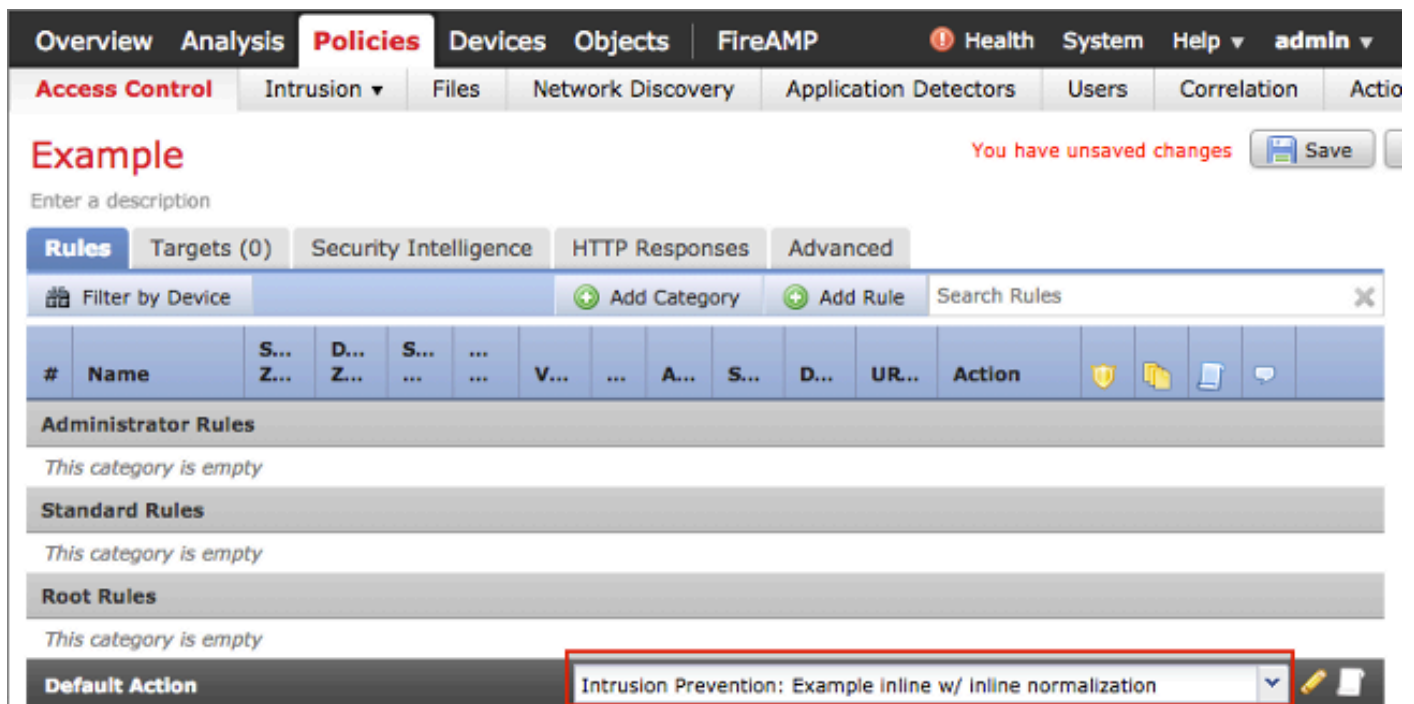 Overview Analysis Policies Devices Objects FireAMP Health System Help ▾ admin ▾
Access Control Intrusion ▾ Files Network Discovery Application Detectors Users Correlation Actio
Example You have unsaved changes Save
Enter a description
Rules Targets (0) Security Intelligence HTTP Responses Advanced
Filter by Device Add Category Add Rule Search Rules
S... D... S... ...
# Name Z... Z... ... ... V... ... A... S... D... UR... Action
Administrator Rules
This category is empty
Standard Rules
This category is empty
Root Rules
This category is empty
Default Action Intrusion Prevention: Example inline w/ inline normalization